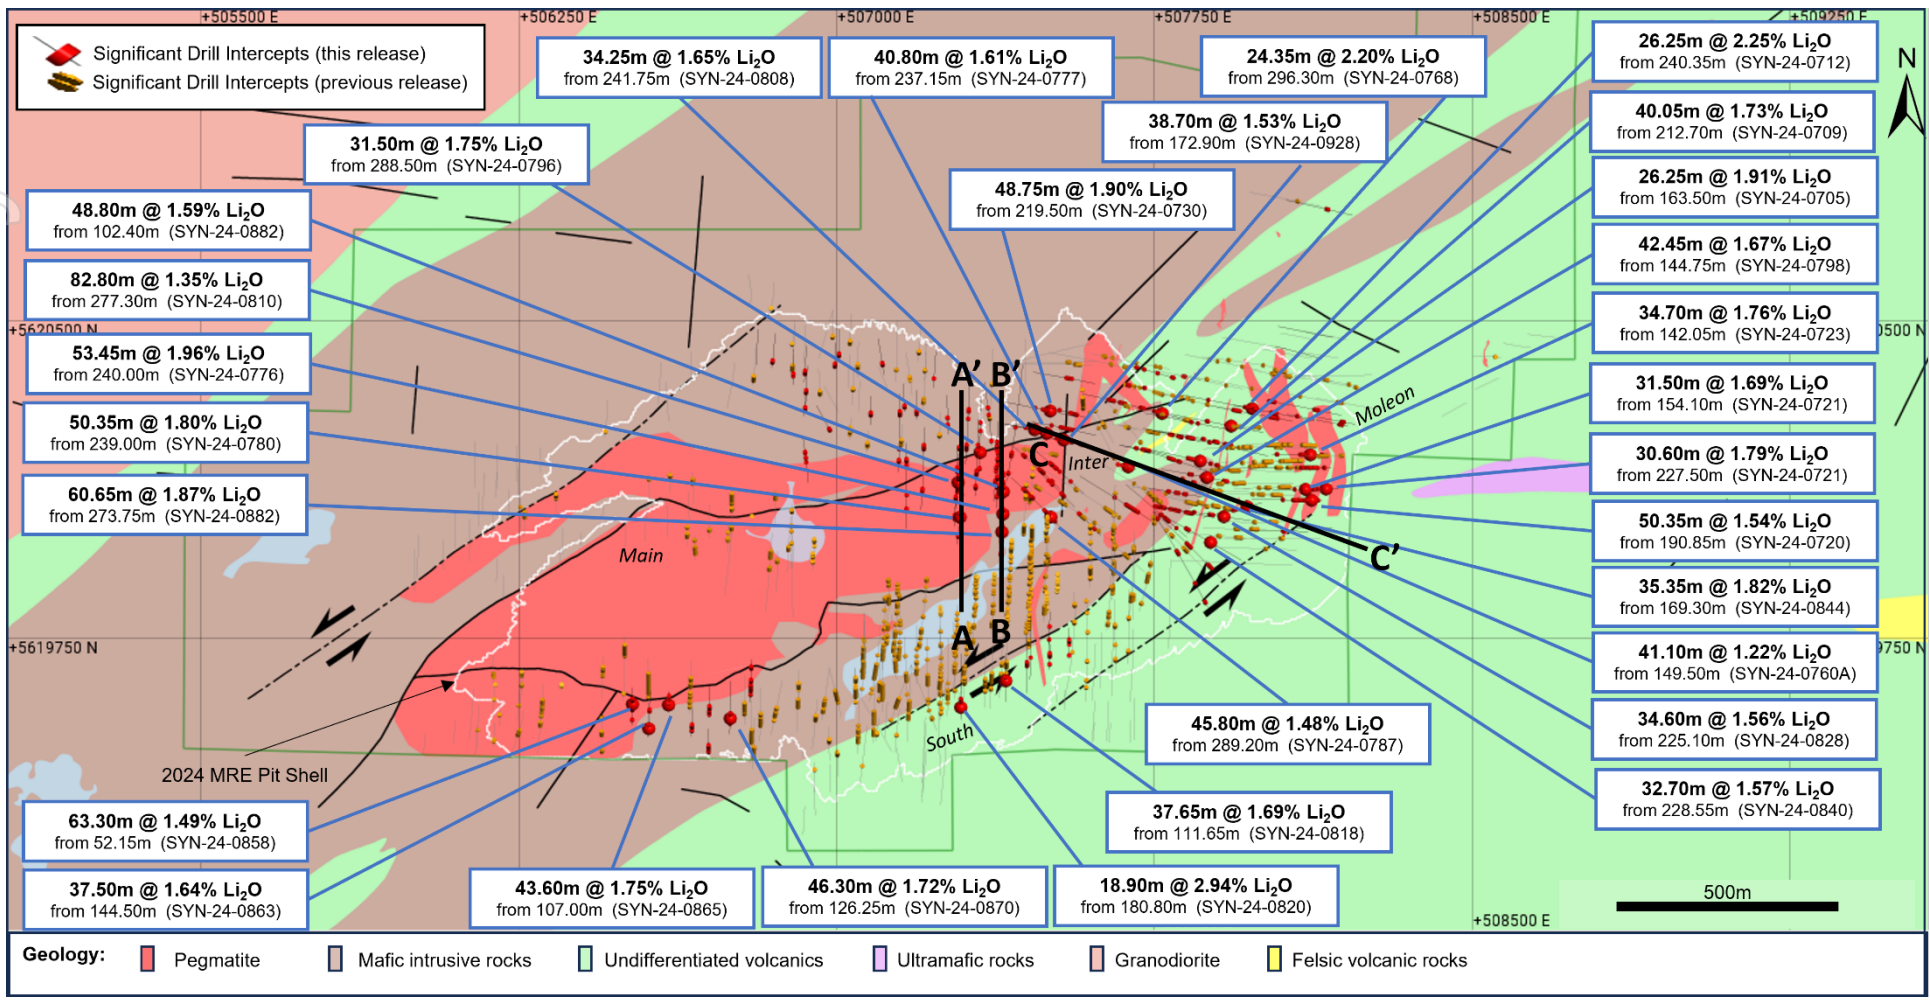 +505500 E
+506250 E
+507000 E
+507750 E
+508500 E
+509250 E
Significant Drill Intercepts (this release)
Significant Drill Intercepts (previous release)
34.25m @ 1.65% Li₂O
from 241.75m (SYN-24-0808)
40.80m @ 1.61% Li₂O
from 237.15m (SYN-24-0777)
24.35m @ 2.20% Li₂O
from 296.30m (SYN-24-0768)
26.25m @ 2.25% Li₂O
from 240.35m (SYN-24-0712)
N
38.70m @ 1.53% Li₂O
from 172.90m (SYN-24-0928)
40.05m @ 1.73% Li₂O
from 212.70m (SYN-24-0709)
31.50m @ 1.75% Li₂O
from 288.50m (SYN-24-0796)
48.75m @ 1.90% Li₂O
from 219.50m (SYN-24-0730)
26.25m @ 1.91% Li₂O
from 163.50m (SYN-24-0705)
48.80m @ 1.59% Li₂O
from 102.40m (SYN-24-0882)
42.45m @ 1.67% Li₂O
from 144.75m (SYN-24-0798)
82.80m @ 1.35% Li₂O
from 277.30m (SYN-24-0810)
34.70m @ 1.76% Li₂O
from 142.05m (SYN-24-0723)
+5620500 N
0500 N
53.45m @ 1.96% Li₂O
from 240.00m (SYN-24-0776)
A’
B’
31.50m @ 1.69% Li₂O
from 154.10m (SYN-24-0721)
Moleon
50.35m @ 1.80% Li₂O
from 239.00m (SYN-24-0780)
C
Inter
30.60m @ 1.79% Li₂O
from 227.50m (SYN-24-0721)
60.65m @ 1.87% Li₂O
from 273.75m (SYN-24-0882)
50.35m @ 1.54% Li₂O
from 190.85m (SYN-24-0720)
Main
C’
35.35m @ 1.82% Li₂O
from 169.30m (SYN-24-0844)
+5619750 N
A
B
9750 N
41.10m @ 1.22% Li₂O
from 149.50m (SYN-24-0760A)
South
45.80m @ 1.48% Li₂O
from 289.20m (SYN-24-0787)
34.60m @ 1.56% Li₂O
from 225.10m (SYN-24-0828)
2024 MRE Pit Shell
32.70m @ 1.57% Li₂O
from 228.55m (SYN-24-0840)
63.30m @ 1.49% Li₂O
from 52.15m (SYN-24-0858)
37.65m @ 1.69% Li₂O
from 111.65m (SYN-24-0818)
37.50m @ 1.64% Li₂O
from 144.50m (SYN-24-0863)
43.60m @ 1.75% Li₂O
from 107.00m (SYN-24-0865)
46.30m @ 1.72% Li₂O
from 126.25m (SYN-24-0870)
18.90m @ 2.94% Li₂O
from 180.80m (SYN-24-0820)
500m
+508500 E
Geology:
Pegmatite
Mafic intrusive rocks
Undifferentiated volcanics
Ultramafic rocks
Granodiorite
Felsic volcanic rocks